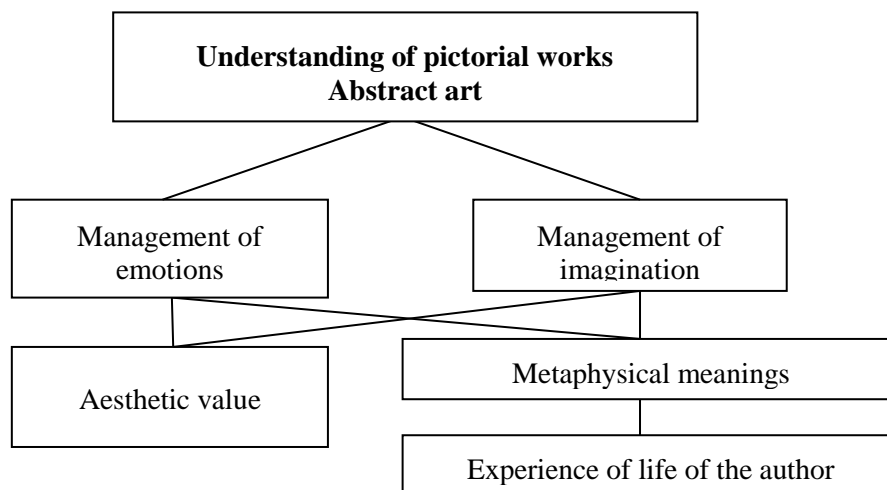 Understanding of pictorial works
Abstract art
Management of
emotions
Management of
imagination
Aesthetic value
Metaphysical meanings
Experience of life of the author